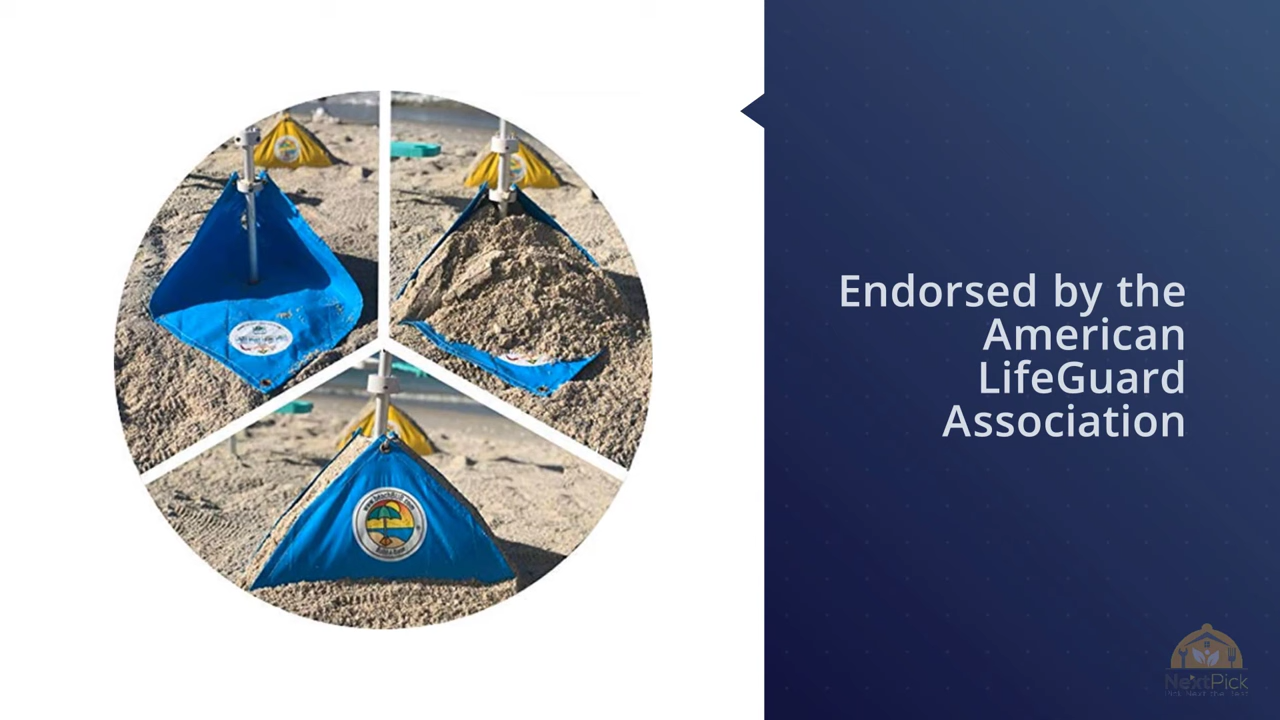 Endorsed by the
American
LifeGuard
Association
NextPick